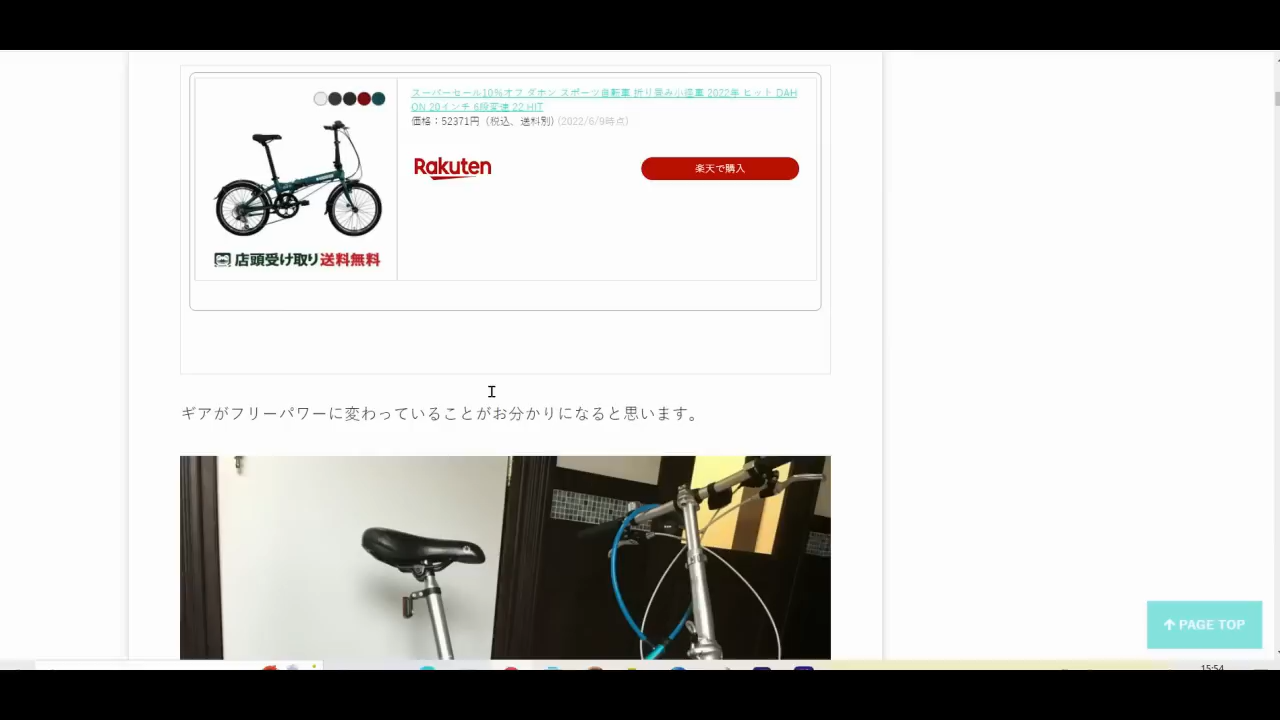 スーパーセール10%オフ ダホン スポーツ自転車 折り畳み小径車 2022年 ヒット DAH
ON 20インチ 6段変速 22 HIT
価格:52371円(税込、送料別) (2022/6/9時点)
Rakuten
楽天で購入
店頭受け取り送料無料
ギアがフリーパワーに変わっていることがお分かりになると思います。
PAGE TOP
15:54